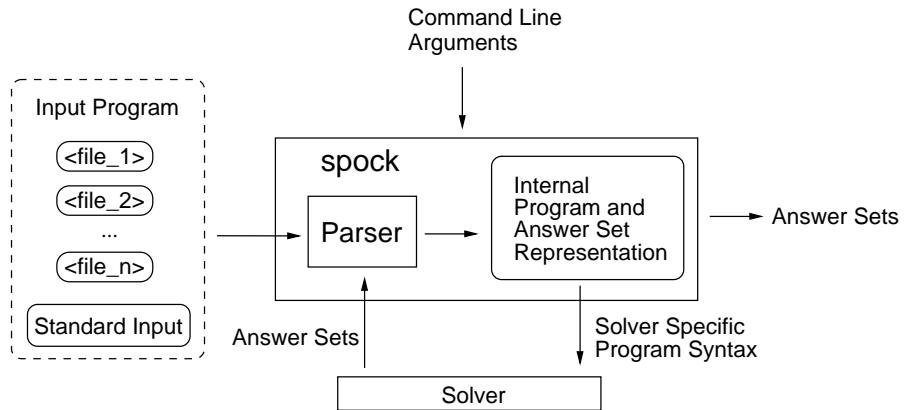 Command Line
Arguments
Input Program
<file_1>
<file_2>
...
<file_n>
Standard Input
spock
Parser
Internal
Program and
Answer Set
Representation
Answer Sets
Answer Sets
Solver Specific
Program Syntax
Solver